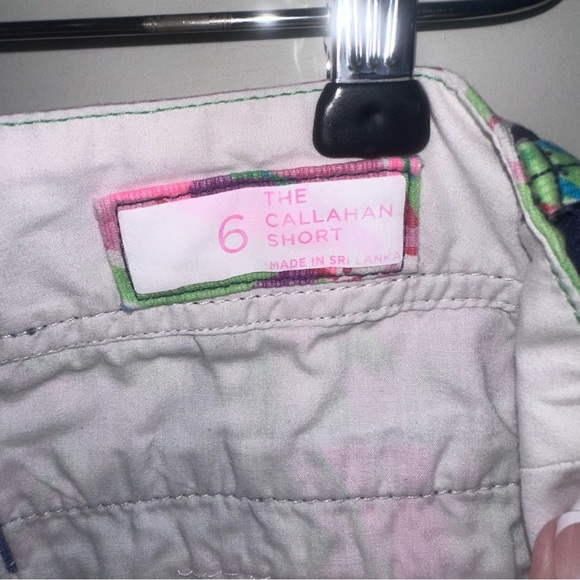 6
THE
CALLAHAN
SHORT
MADE IN SRI LANKA